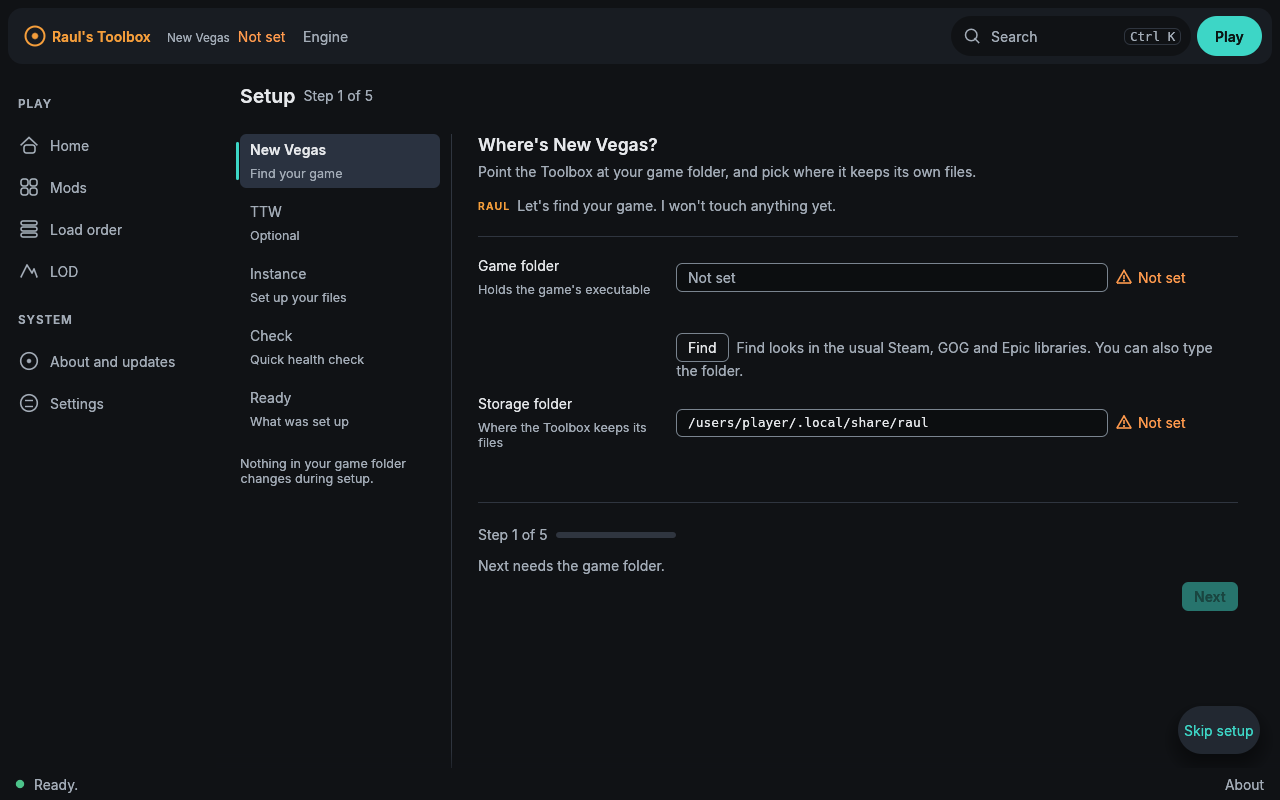 Raul's Toolbox New Vegas Not set Engine Search Ctrl K Play
PLAY
Home
Mods
Load order
LOD
SYSTEM
About and updates
Settings
Setup Step 1 of 5
New Vegas
Find your game
TTW
Optional
Instance
Set up your files
Check
Quick health check
Ready
What was set up
Nothing in your game folder
changes during setup.
Where's New Vegas?
Point the Toolbox at your game folder, and pick where it keeps its own files.
RAUL Let's find your game. I won't touch anything yet.
Game folder
Holds the game's executable
Not set Not set
Find Find looks in the usual Steam, GOG and Epic libraries. You can also type
the folder.
Storage folder
Where the Toolbox keeps its
files
/users/player/.local/share/raul Not set
Step 1 of 5
Next needs the game folder.
Next
Skip setup
Ready. About